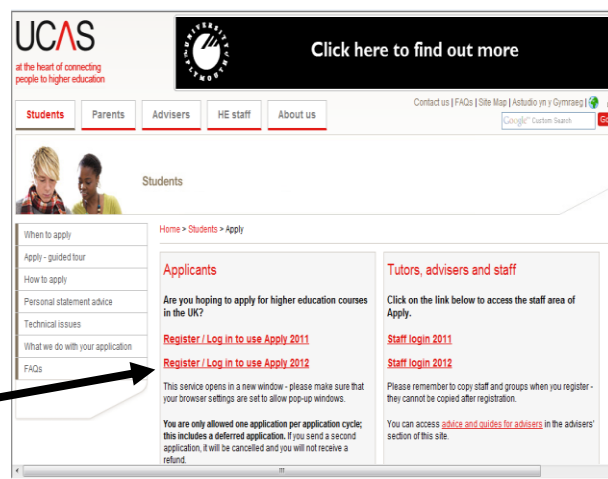 UCAS
at the heart of connecting
people to higher education
UNIVERSITY PLYMOUTH
Click here to find out more
Contact us | FAQs | Site Map | Astudio yn y Gymraeg |
Students Parents Advisers HE staff About us
Google™ Custom Search Go
Students
Home > Students > Apply
When to apply
Apply - guided tour
How to apply
Personal statement advice
Technical issues
What we do with your application
FAQs
Applicants
Are you hoping to apply for higher education courses
in the UK?
Register / Log in to use Apply 2011
Register / Log in to use Apply 2012
This service opens in a new window - please make sure that
your browser settings are set to allow pop-up windows.
You are only allowed one application per application cycle;
this includes a deferred application. If you send a second
application, it will be cancelled and you will not receive a
refund.
Tutors, advisers and staff
Click on the link below to access the staff area of
Apply.
Staff login 2011
Staff login 2012
Please remember to copy staff and groups when you register -
they cannot be copied after registration.
You can access advice and guides for advisers in the advisers'
section of this site.